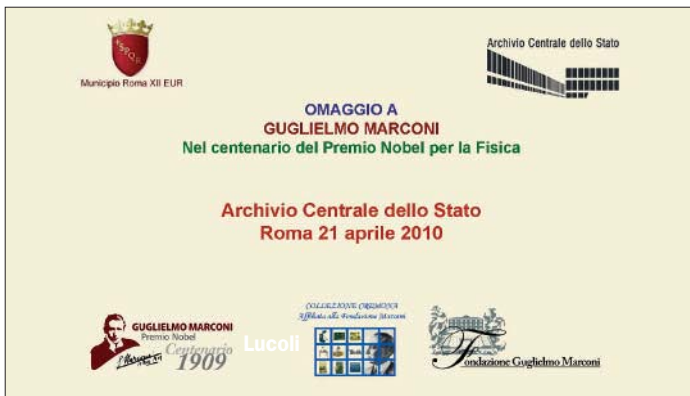 Municipio Roma XII EUR
Archivio Centrale dello Stato
OMAGGIO A
GUGLIELMO MARCONI
Nel centenario del Premio Nobel per la Fisica
Archivio Centrale dello Stato
Roma 21 aprile 2010
GUGLIELMO MARCONI
Premio Nobel
Centenario
1909
Lucoli
COLLEZIONE CREMONA
Affiliata alla Fondazione Marconi
Fondazione Guglielmo Marconi